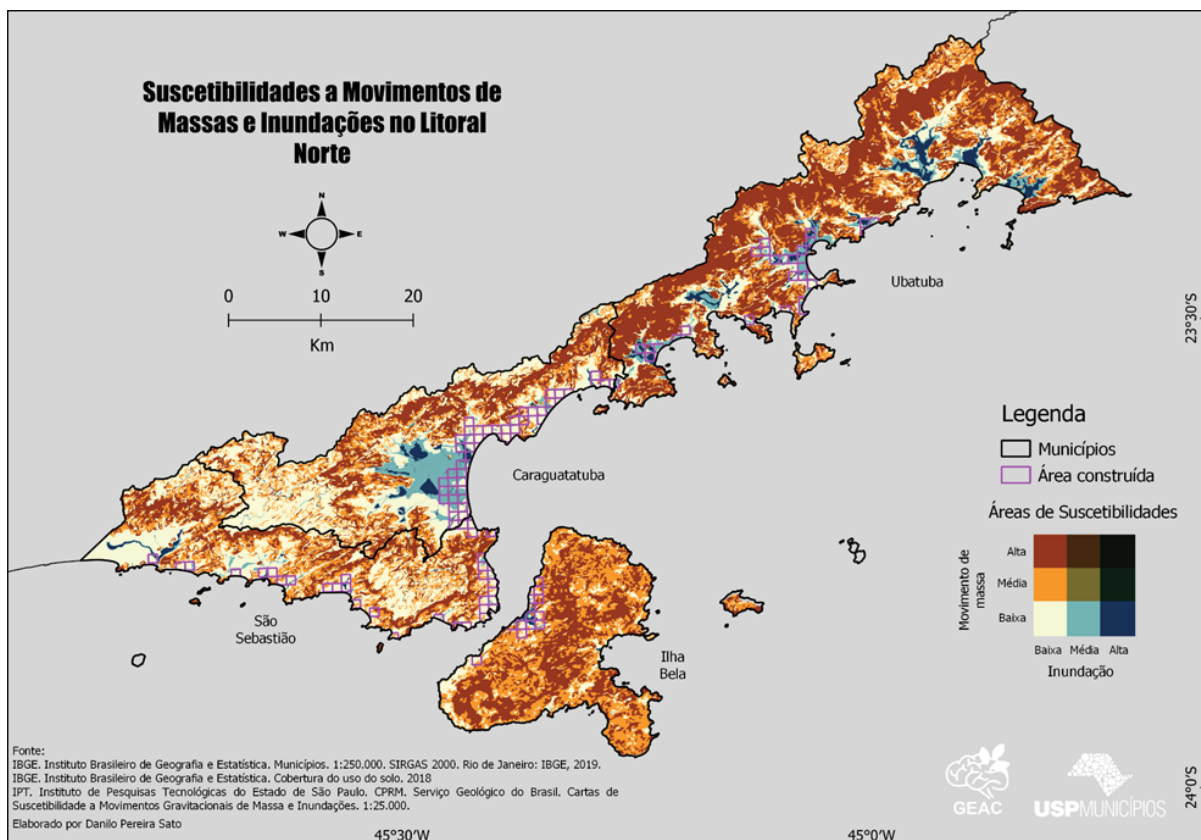 Suscetibilidades a Movimentos de
Massas e Inundações no Litoral
Norte
N
W
E
S
0
10
20
Km
Ubatuba
Caraguatatuba
São
Sebastião
Ilha
Bela
23°30'S
24°0'S
45°30'W
45°0'W
Legenda
Municípios
Área construída
Áreas de Suscetibilidades
Movimento de
massa
Alta
Média
Baixa
Baixa
Média
Alta
Inundação
Fonte:
IBGE. Instituto Brasileiro de Geografia e Estatística. Municípios. 1:250.000. SIRGAS 2000. Rio de Janeiro: IBGE, 2019.
IBGE. Instituto Brasileiro de Geografia e Estatística. Cobertura do uso do solo. 2018
IPT. Instituto de Pesquisas Tecnológicas do Estado de São Paulo. CPRM. Serviço Geológico do Brasil. Cartas de
Suscetibilidade a Movimentos Gravitacionais de Massa e Inundações. 1:25.000.
Elaborado por Danilo Pereira Sato
GEAC
USPMUNICÍPIOS